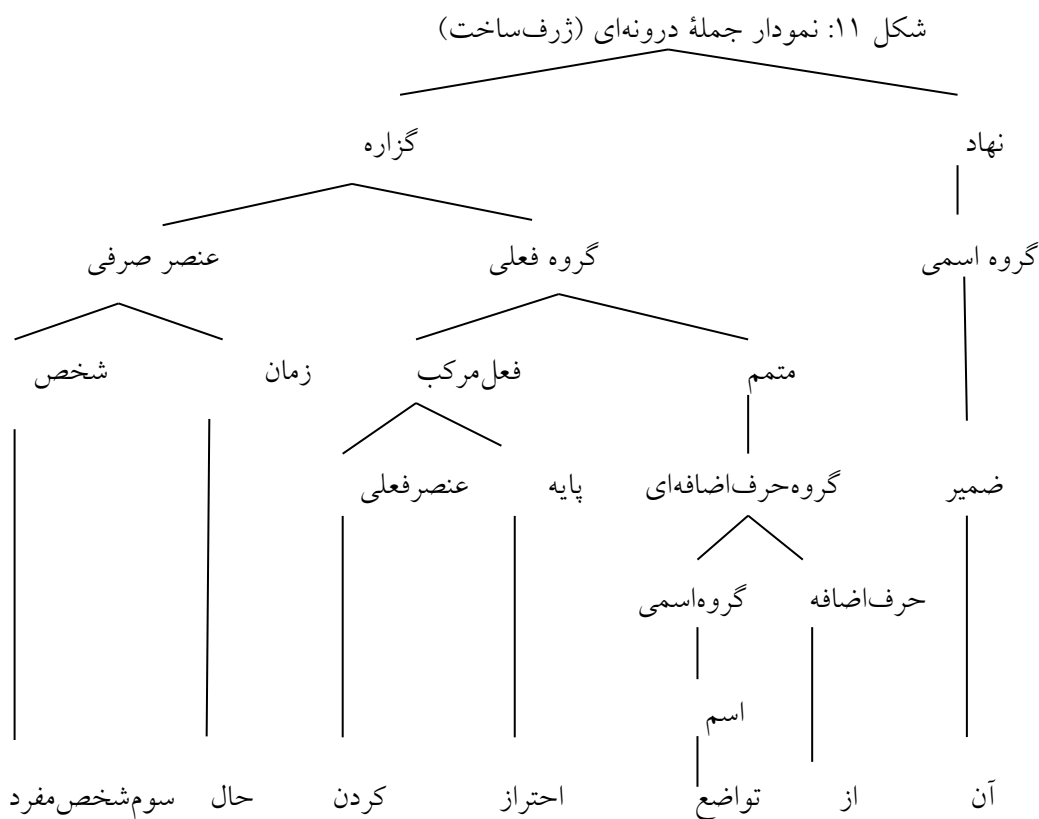 شکل ۱۱: نمودار جملهٔ درونه‌ای (ژرف‌ساخت)
نهاد گزاره
گروه اسمی گروه فعلی عنصر صرفی
متمم فعل‌مرکب زمان شخص
ضمیر گروه‌حرف‌اضافه‌ای پایه عنصرفعلی
حرف‌اضافه گروه‌اسمی
اسم
آن از تواضع احتراز کردن حال سوم‌شخص‌مفرد